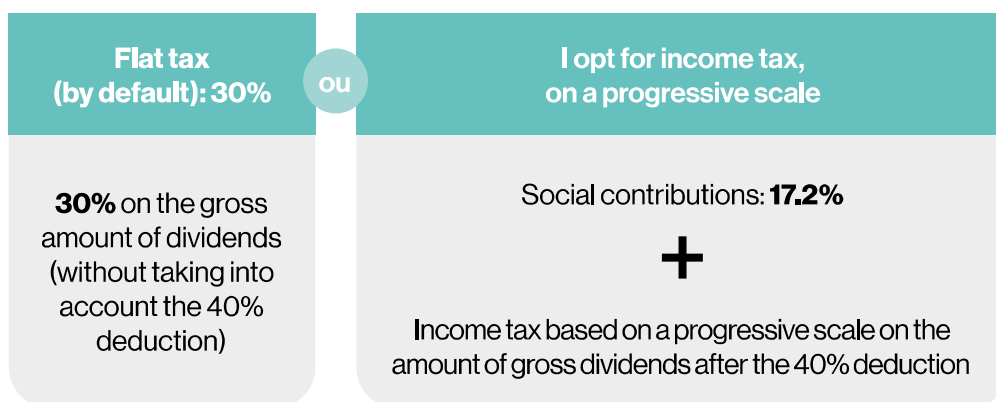 Flat tax
(by default): 30%
ou
I opt for income tax,
on a progressive scale
30% on the gross
amount of dividends
(without taking into
account the 40%
deduction)
Social contributions: 17.2%
+
Income tax based on a progressive scale on the
amount of gross dividends after the 40% deduction